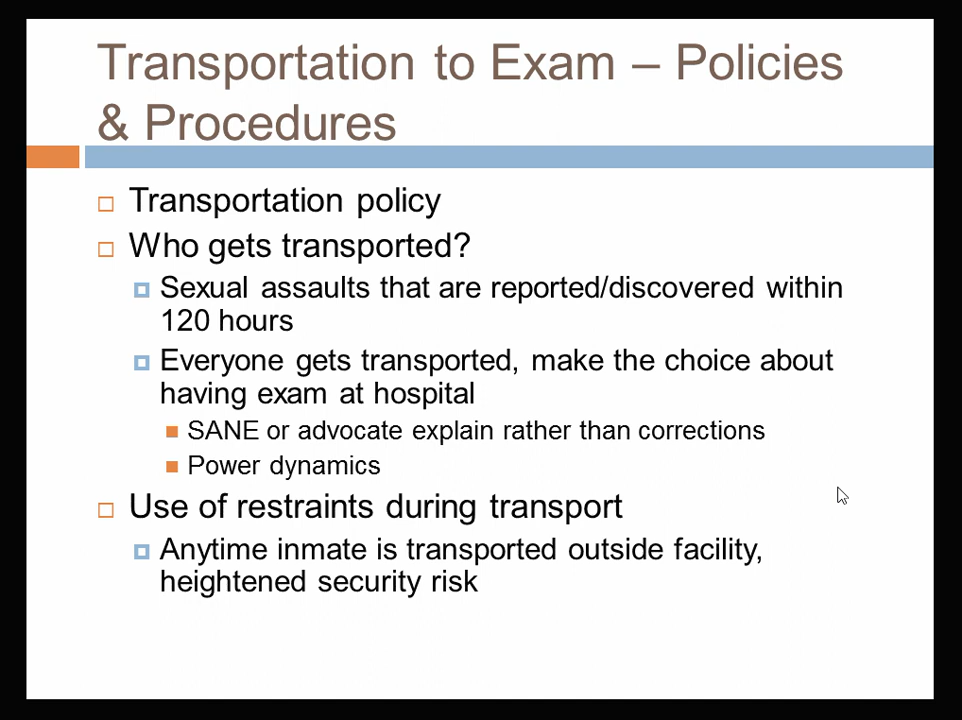 Transportation to Exam – Policies
& Procedures
Transportation policy
Who gets transported?
Sexual assaults that are reported/discovered within
120 hours
Everyone gets transported, make the choice about
having exam at hospital
SANE or advocate explain rather than corrections
Power dynamics
Use of restraints during transport
Anytime inmate is transported outside facility,
heightened security risk